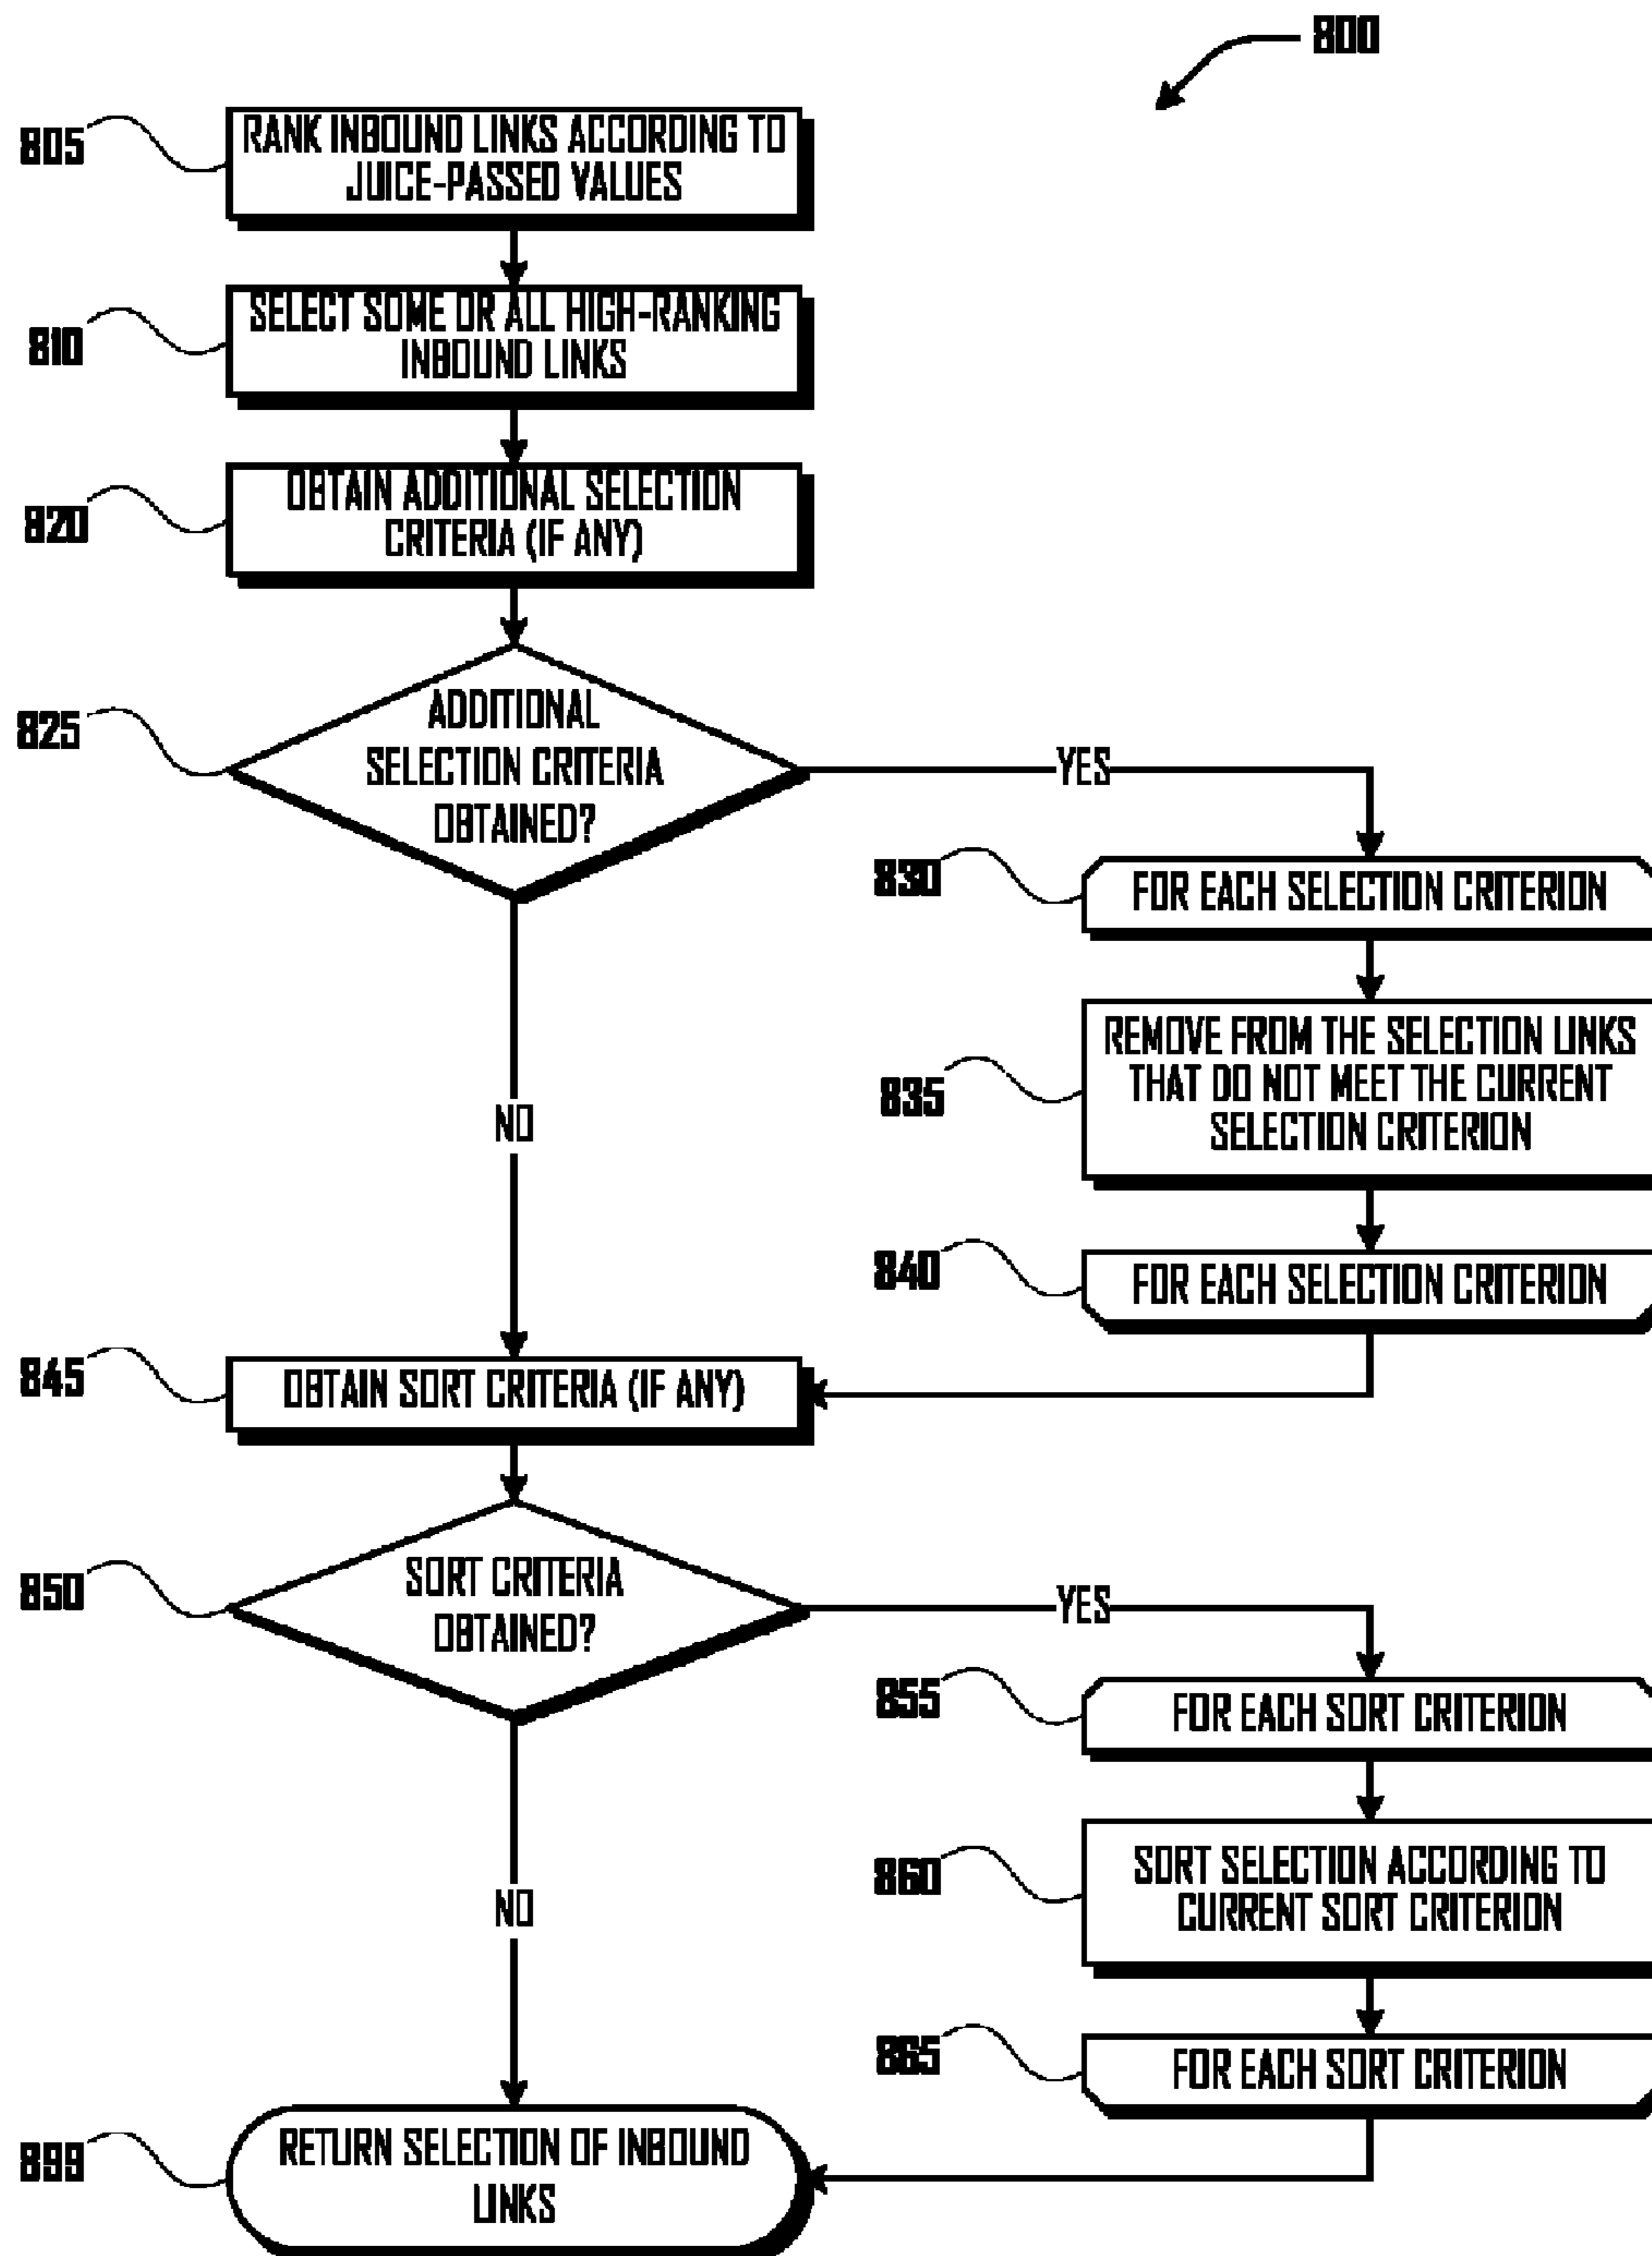 800
805
RANK INBOUND LINKS ACCORDING TO
JUICE-PASSED VALUES
810
SELECT SOME OR ALL HIGH-RANKING
INBOUND LINKS
820
OBTAIN ADDITIONAL SELECTION
CRITERIA (IF ANY)
825
ADDITIONAL
SELECTION CRITERIA
OBTAINED?
YES
830
FOR EACH SELECTION CRITERION
835
REMOVE FROM THE SELECTION LINKS
THAT DO NOT MEET THE CURRENT
SELECTION CRITERION
NO
840
FOR EACH SELECTION CRITERION
845
OBTAIN SORT CRITERIA (IF ANY)
850
SORT CRITERIA
OBTAINED?
YES
855
FOR EACH SORT CRITERION
860
SORT SELECTION ACCORDING TO
CURRENT SORT CRITERION
NO
865
FOR EACH SORT CRITERION
899
RETURN SELECTION OF INBOUND
LINKS